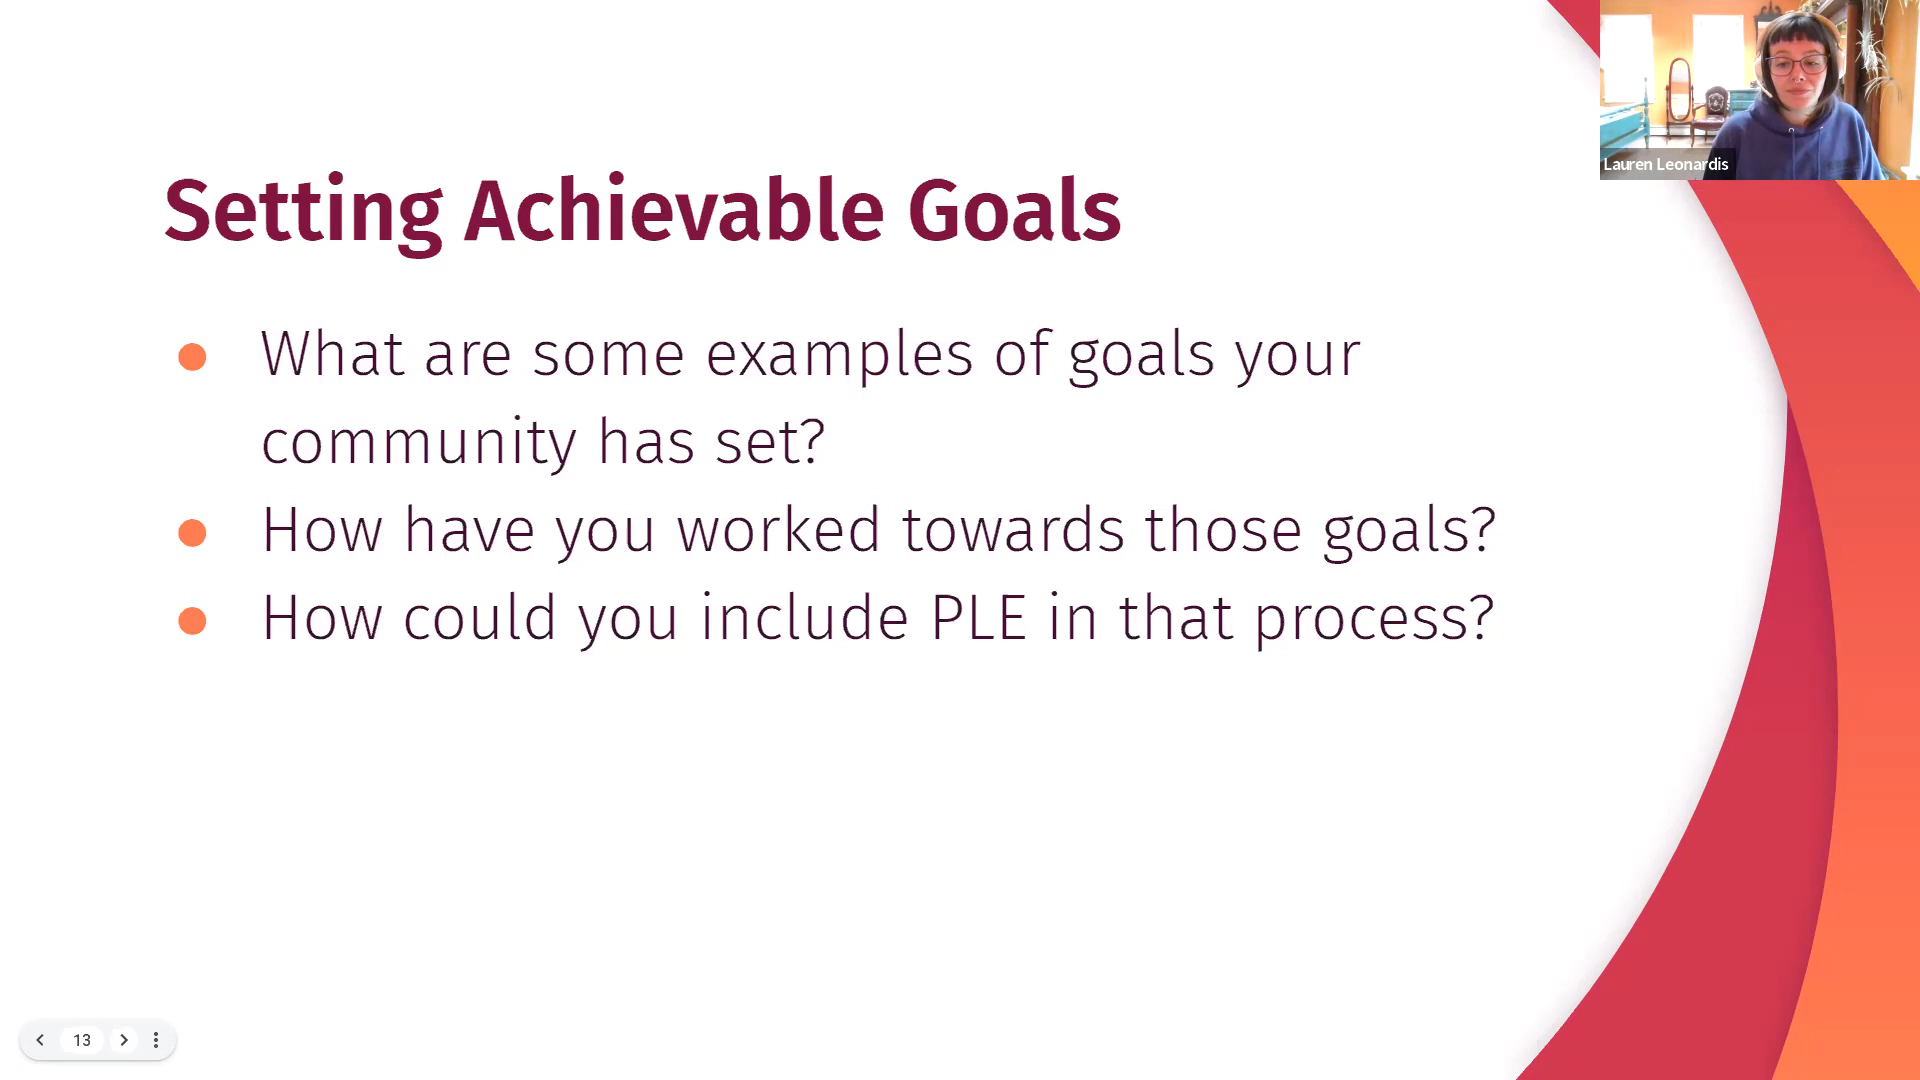 Lauren Leonardis
Setting Achievable Goals
● What are some examples of goals your
community has set?
● How have you worked towards those goals?
● How could you include PLE in that process?
13